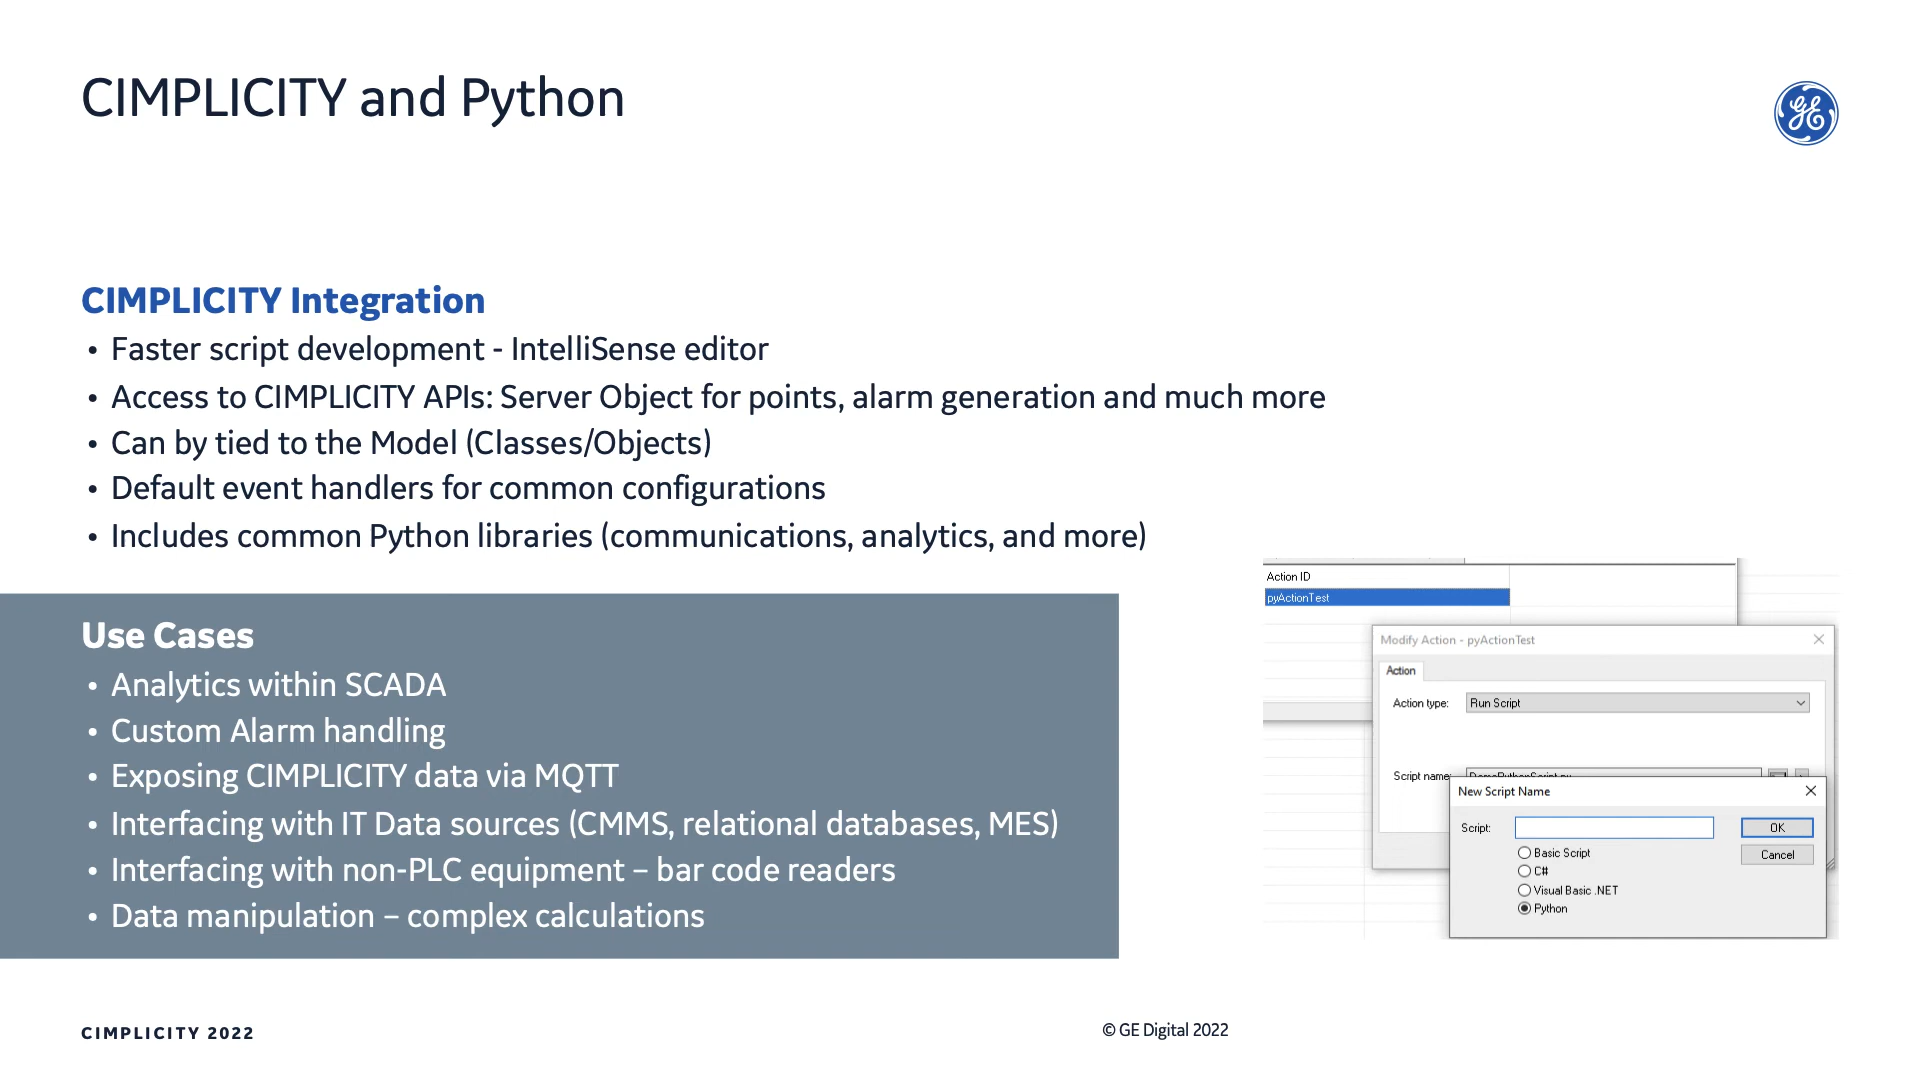 CIMPLICITY and Python
CIMPLICITY Integration
• Faster script development - IntelliSense editor
• Access to CIMPLICITY APIs: Server Object for points, alarm generation and much more
• Can by tied to the Model (Classes/Objects)
• Default event handlers for common configurations
• Includes common Python libraries (communications, analytics, and more)
Use Cases
• Analytics within SCADA
• Custom Alarm handling
• Exposing CIMPLICITY data via MQTT
• Interfacing with IT Data sources (CMMS, relational databases, MES)
• Interfacing with non-PLC equipment – bar code readers
• Data manipulation – complex calculations
Action ID
pyActionTest
Modify Action - pyActionTest
Action
Action type: Run Script
Script name: DemoPythonScript.py
New Script Name
Script:
OK
Cancel
Basic Script
C#
Visual Basic .NET
Python
CIMPLICITY 2022
© GE Digital 2022
GE